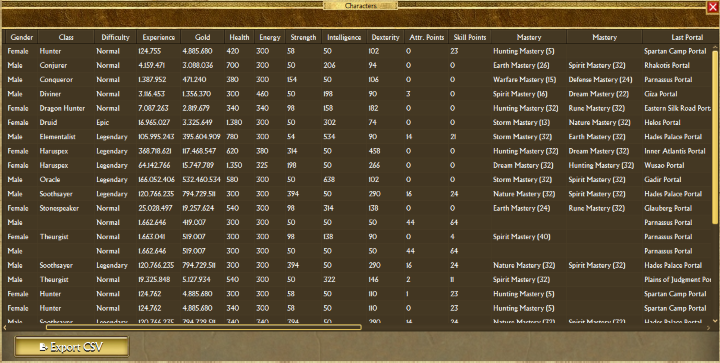 Characters
Gender Class Difficulty Experience Gold Health Energy Strength Intelligence Dexterity Attr. Points Skill Points Mastery Mastery Last Portal
Female Hunter Normal 124.755 4.885.680 420 300 58 50 102 0 23 Hunting Mastery (5) Spartan Camp Portal
Male Conjurer Normal 4.159.471 3.088.036 700 300 50 206 94 0 0 Earth Mastery (26) Spirit Mastery (32) Rhakotis Portal
Male Conqueror Normal 1.387.952 471.240 380 300 154 50 106 0 0 Warfare Mastery (15) Defense Mastery (24) Parnassus Portal
Male Diviner Normal 3.116.453 1.356.370 300 460 50 198 90 3 0 Spirit Mastery (16) Dream Mastery (22) Giza Portal
Female Dragon Hunter Normal 7.087.263 2.819.679 340 340 98 158 182 0 0 Hunting Mastery (32) Rune Mastery (32) Eastern Silk Road Porta
Female Druid Epic 16.965.027 3.325.649 1.380 300 50 302 74 0 0 Storm Mastery (13) Nature Mastery (32) Helos Portal
Male Elementalist Legendary 105.995.243 395.604.909 780 300 54 534 90 14 21 Storm Mastery (32) Earth Mastery (32) Hades Palace Portal
Female Haruspex Legendary 368.718.621 117.468.547 620 380 314 50 458 0 0 Hunting Mastery (32) Dream Mastery (32) Inner Atlantis Portal
Female Haruspex Legendary 64.142.766 15.747.789 1.350 325 198 50 266 0 0 Dream Mastery (32) Hunting Mastery (32) Wusao Portal
Male Oracle Legendary 166.052.406 532.460.534 580 300 50 638 102 0 0 Storm Mastery (32) Spirit Mastery (32) Gadir Portal
Male Soothsayer Legendary 120.766.235 794.729.511 300 300 394 50 290 16 24 Nature Mastery (32) Spirit Mastery (32) Hades Palace Portal
Female Stonespeaker Normal 25.028.497 19.257.624 540 300 98 314 138 0 0 Earth Mastery (24) Rune Mastery (32) Glauberg Portal
Male Normal 1.662.646 419.007 300 300 50 50 50 44 64 Parnassus Portal
Female Theurgist Normal 1.663.041 519.007 300 300 98 138 90 0 4 Spirit Mastery (40) Parnassus Portal
Male Normal 1.662.646 519.007 300 300 50 50 50 44 64 Parnassus Portal
Male Soothsayer Legendary 120.766.235 794.729.511 300 300 394 50 290 16 24 Nature Mastery (32) Spirit Mastery (32) Hades Palace Portal
Male Theurgist Normal 19.325.848 5.127.934 540 300 50 322 146 2 11 Spirit Mastery (32) Plains of Judgment Por
Female Hunter Normal 124.762 4.885.680 300 300 58 50 110 1 23 Hunting Mastery (5) Spartan Camp Portal
Female Hunter Normal 124.762 4.885.680 340 300 58 50 110 0 23 Hunting Mastery (5) Spartan Camp Portal
Male Soothsayer Legendary 120.766.235 794.729.511 340 340 394 50 290 14 24 Nature Mastery (32) Spirit Mastery (32) Hades Palace Portal
Export CSV